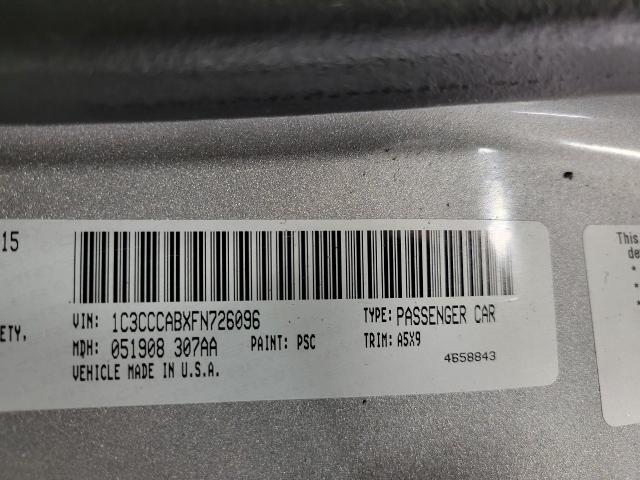 15
ETY,
VIN: 1C3CCCABXFN726096 TYPE: PASSENGER CAR
MDH: 051908 307AA PAINT: PSC TRIM: A5X9
VEHICLE MADE IN U.S.A. 4658843
This
de
*
*
*